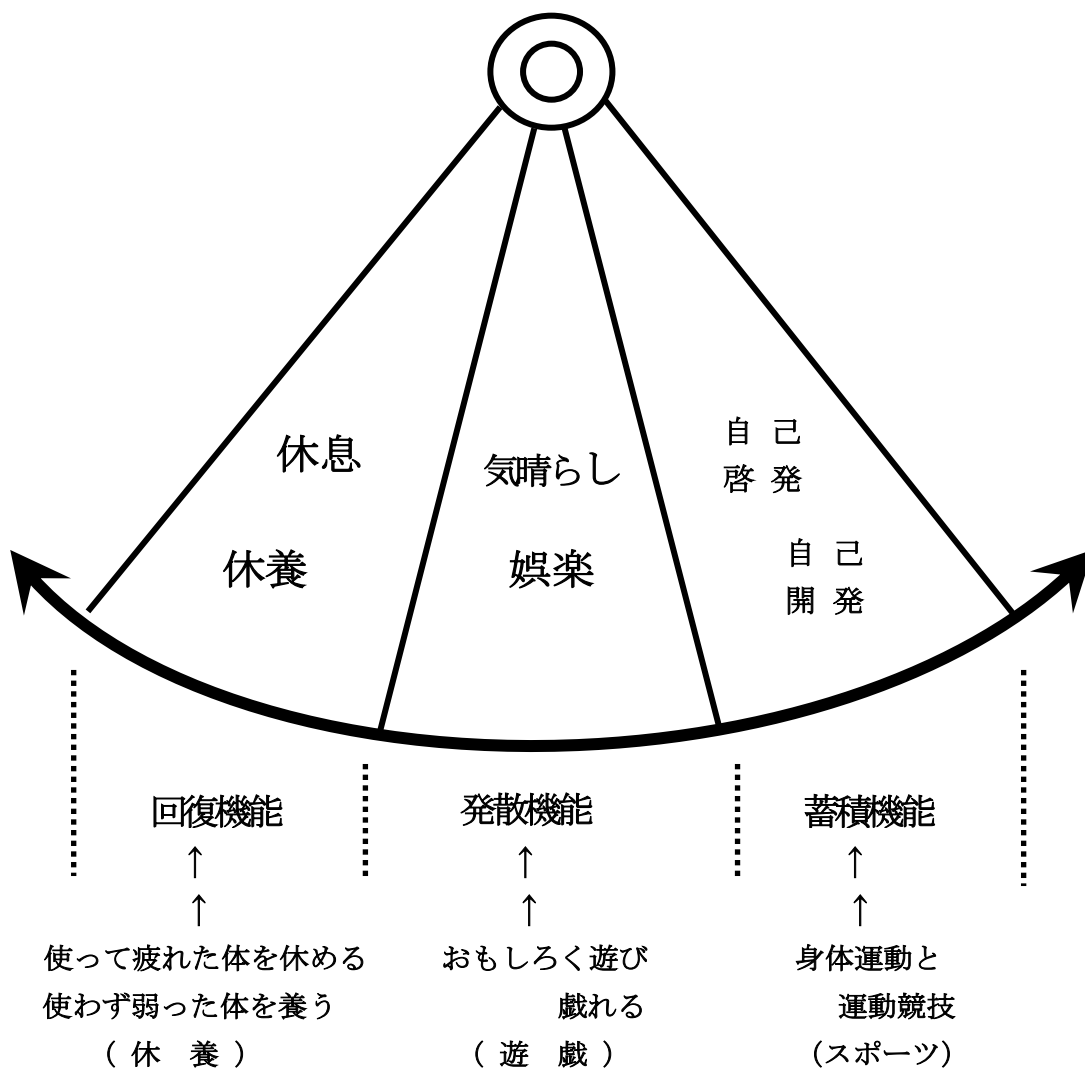 休息
休養
気晴らし
娯楽
自己
啓発
自己
開発
回復機能
発散機能
蓄積機能
↑ ↑ ↑
↑ ↑ ↑
使って疲れた体を休める
使わず弱った体を養う
(休 養)
おもしろく遊び
戯れる
(遊 戯)
身体運動と
運動競技
(スポーツ)